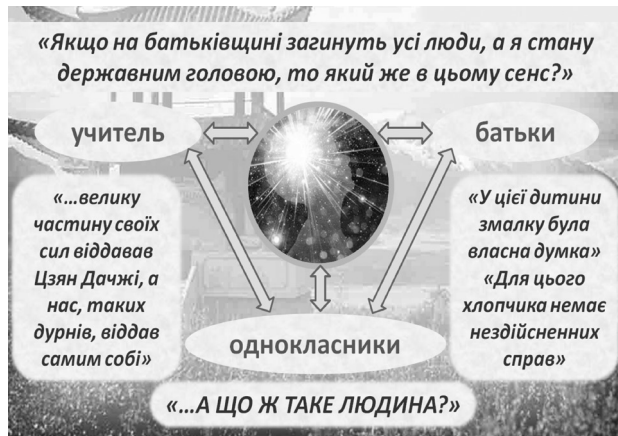 «Якщо на батьківщині загинуть усі люди, а я стану
державним головою, то який же в цьому сенс?»
учитель
батьки
«...велику
частину своїх
сил віддавав
Цзян Дачжі, а
нас, таких
дурнів, віддав
самим собі»
«У цієї дитини
змалку була
власна думка»
«Для цього
хлопчика немає
нездійсненних
справ»
однокласники
«...А ЩО Ж ТАКЕ ЛЮДИНА?»